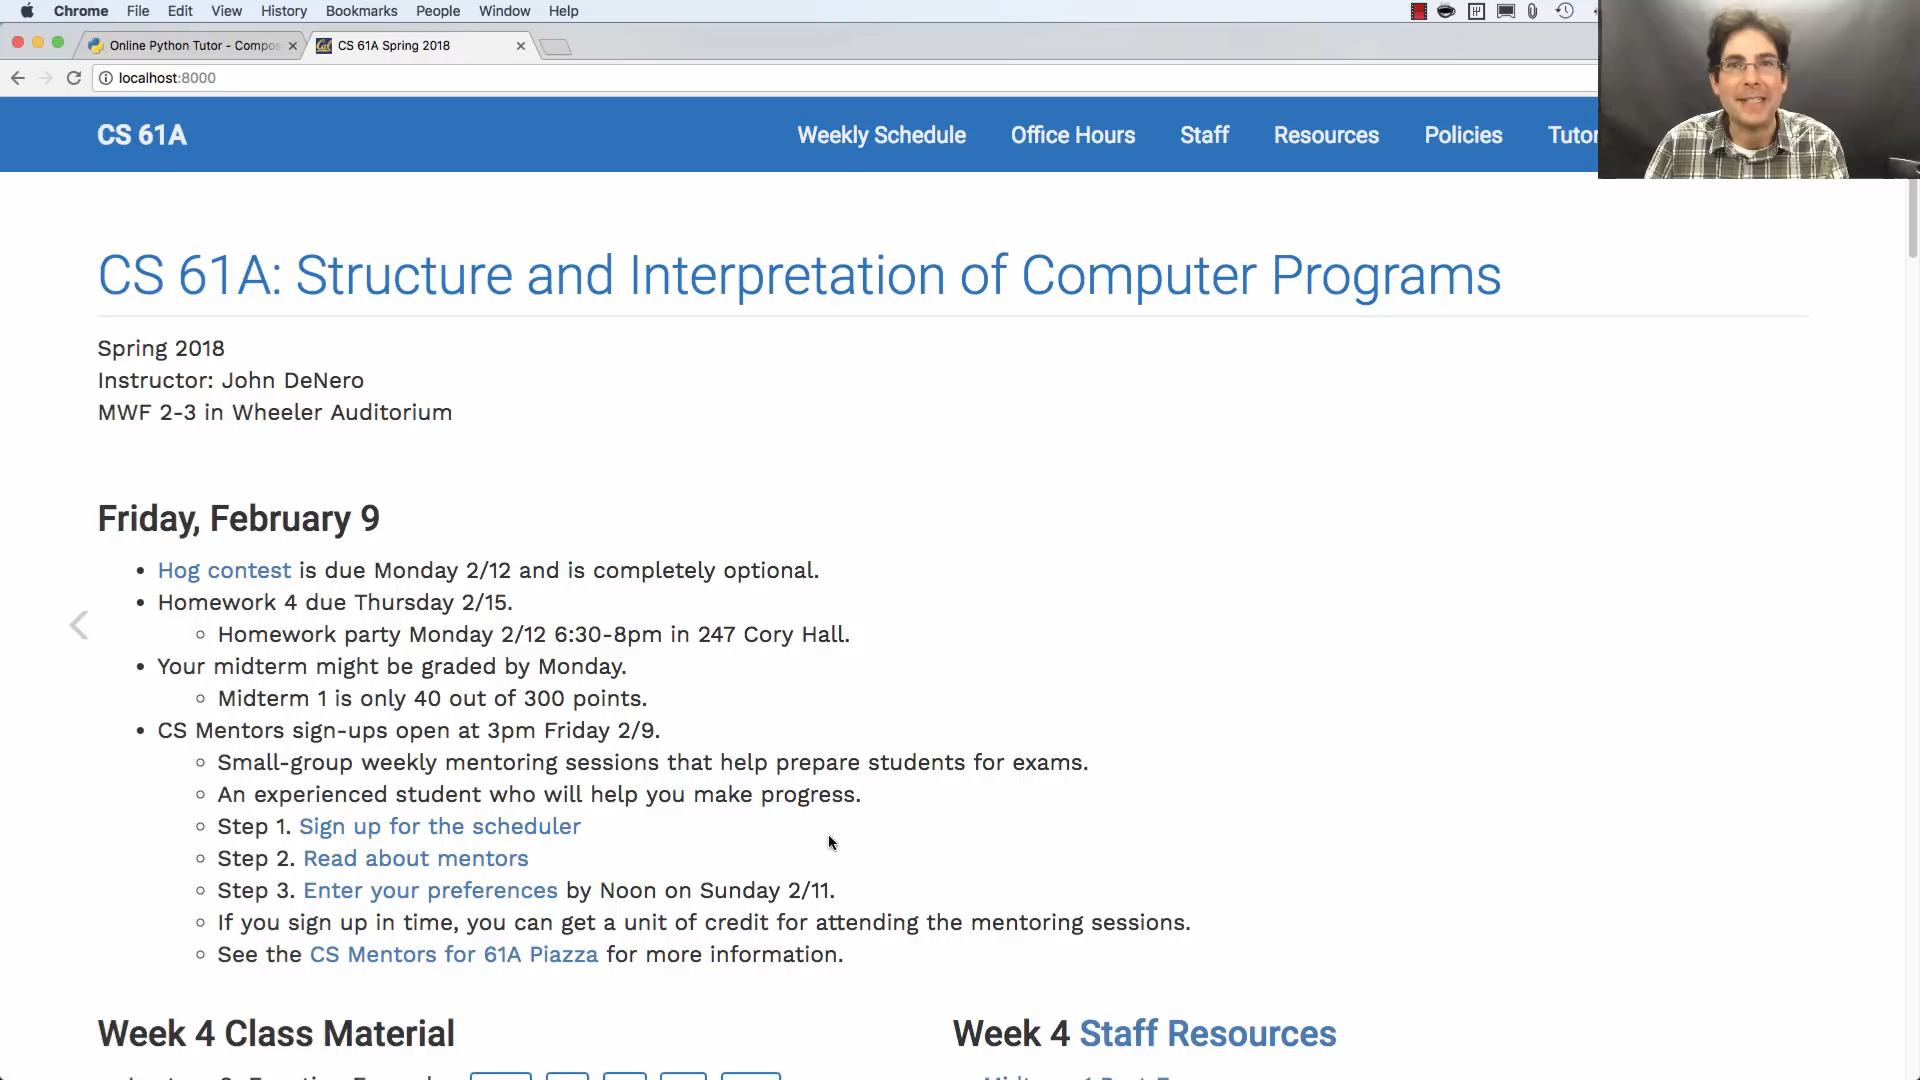 Chrome File Edit View History Bookmarks People Window Help
Online Python Tutor - Compos
CS 61A Spring 2018
localhost:8000
CS 61A
Weekly Schedule
Office Hours
Staff
Resources
Policies
Tutor
CS 61A: Structure and Interpretation of Computer Programs
Spring 2018
Instructor: John DeNero
MWF 2-3 in Wheeler Auditorium
Friday, February 9
Hog contest is due Monday 2/12 and is completely optional.
Homework 4 due Thursday 2/15.
Homework party Monday 2/12 6:30-8pm in 247 Cory Hall.
Your midterm might be graded by Monday.
Midterm 1 is only 40 out of 300 points.
CS Mentors sign-ups open at 3pm Friday 2/9.
Small-group weekly mentoring sessions that help prepare students for exams.
An experienced student who will help you make progress.
Step 1. Sign up for the scheduler
Step 2. Read about mentors
Step 3. Enter your preferences by Noon on Sunday 2/11.
If you sign up in time, you can get a unit of credit for attending the mentoring sessions.
See the CS Mentors for 61A Piazza for more information.
Week 4 Class Material
Week 4 Staff Resources